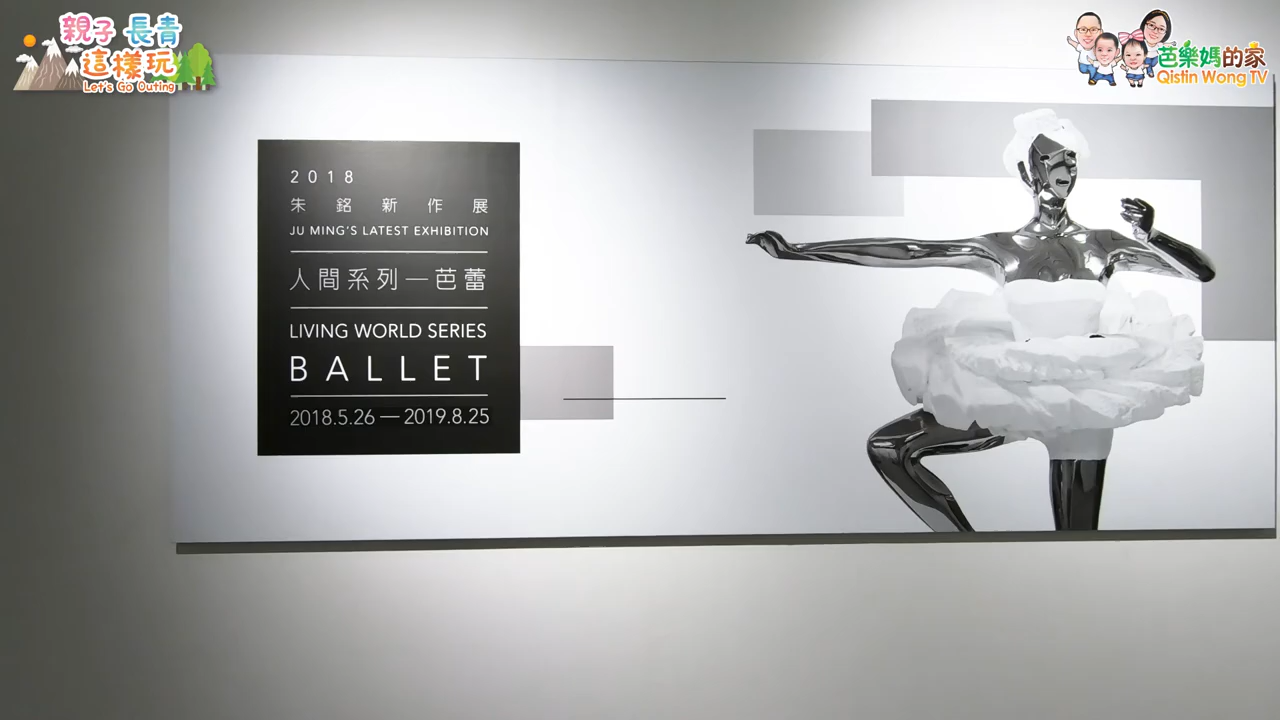 親子 長青
這樣玩
Let's Go Outing
芭樂媽的家
Qistin Wong TV
2018
朱銘新作展
JU MING'S LATEST EXHIBITION
人間系列—芭蕾
LIVING WORLD SERIES
BALLET
2018.5.26—2019.8.25